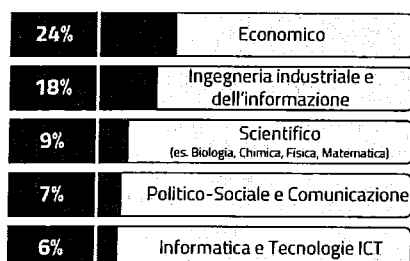 24% Economico
18% Ingegneria industriale e
dell'informazione
9% Scientifico
(es. Biologia, Chimica, Fisica, Matematica)
7% Politico-Sociale e Comunicazione
6% Informatica e Tecnologie ICT